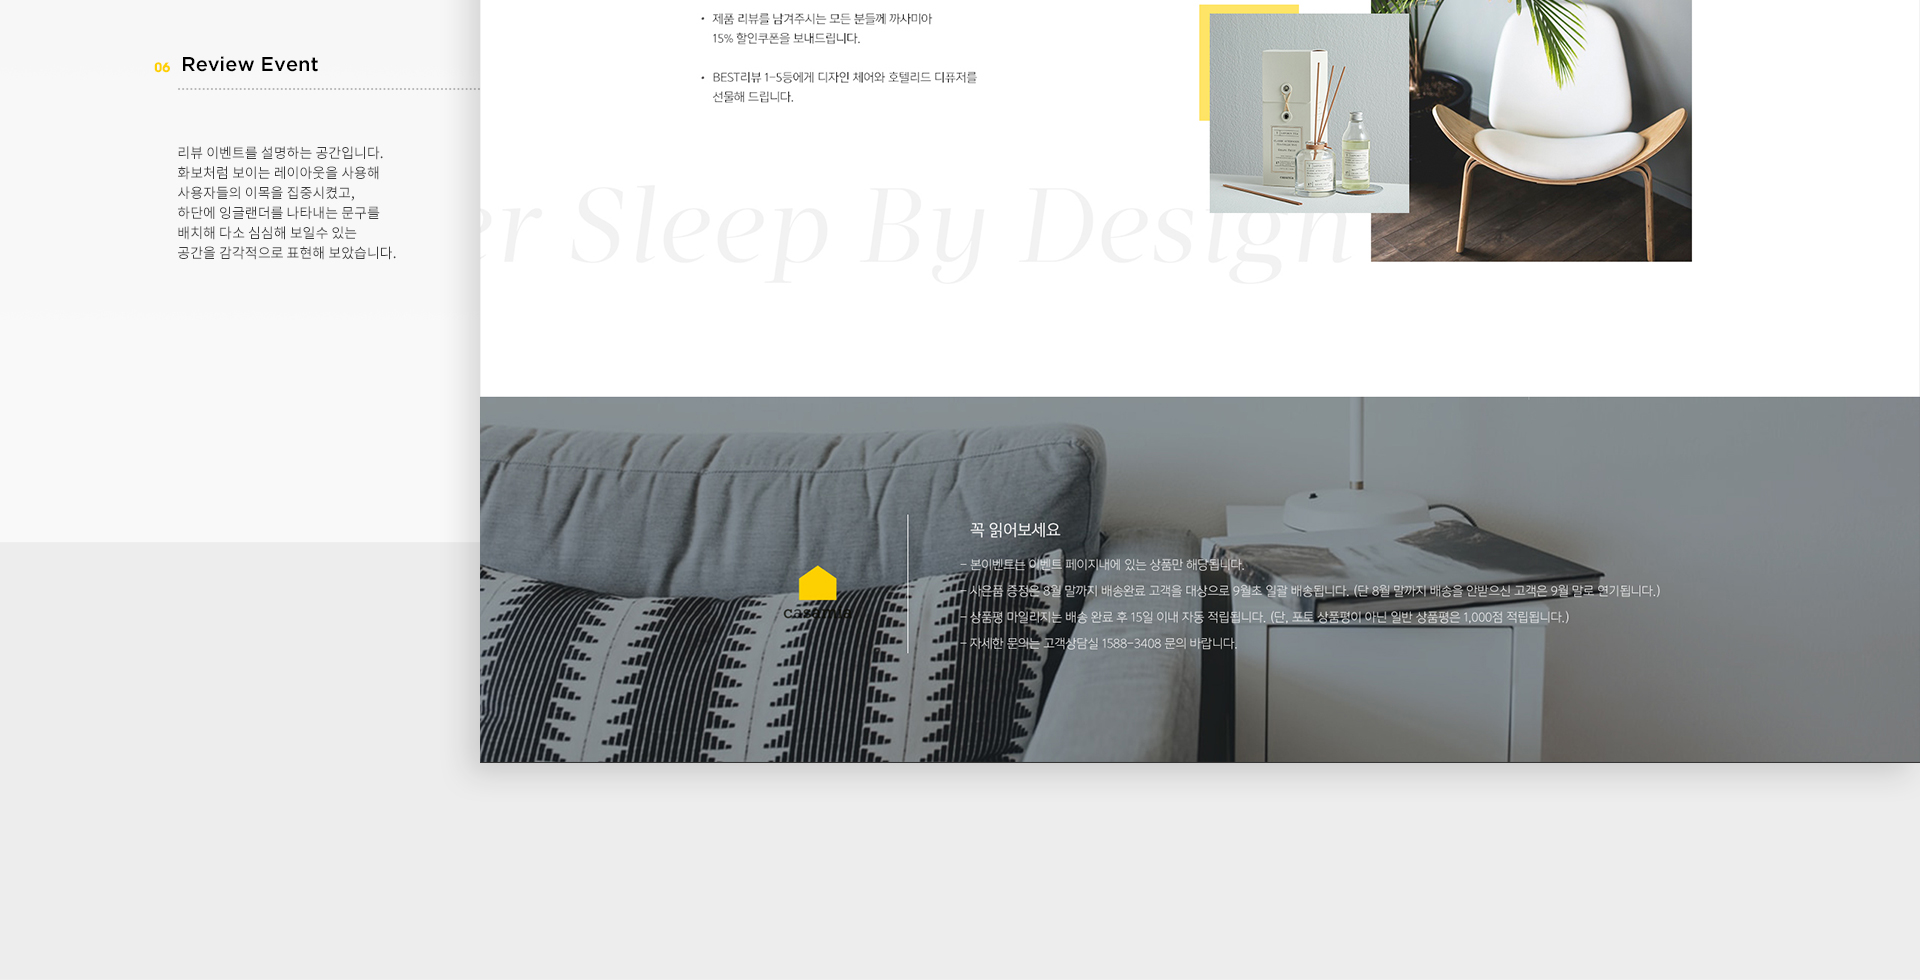 06 Review Event
리뷰 이벤트를 설명하는 공간입니다.
화보처럼 보이는 레이아웃을 사용해
사용자들의 이목을 집중시켰고,
하단에 잉글랜더를 나타내는 문구를
배치해 다소 심심해 보일수 있는
공간을 감각적으로 표현해 보았습니다.
• 제품 리뷰를 남겨주시는 모든 분들께 까사미아
15% 할인쿠폰을 보내드립니다.
• BEST리뷰 1-5등에게 디자인 체어와 호텔리드 디퓨저를
선물해 드립니다.
er Sleep By Design
casamia
꼭 읽어보세요
- 본이벤트는 이벤트 페이지내에 있는 상품만 해당됩니다.
- 사은품 증정은 8월 말까지 배송완료 고객을 대상으로 9월초 일괄 배송됩니다. (단 8월 말까지 배송을 안받으신 고객은 9월 말로 연기됩니다.)
- 상품평 마일리지는 배송 완료 후 15일 이내 자동 적립됩니다. (단, 포토 상품평이 아닌 일반 상품평은 1,000점 적립됩니다.)
- 자세한 문의는 고객상담실 1588-3408 문의 바랍니다.